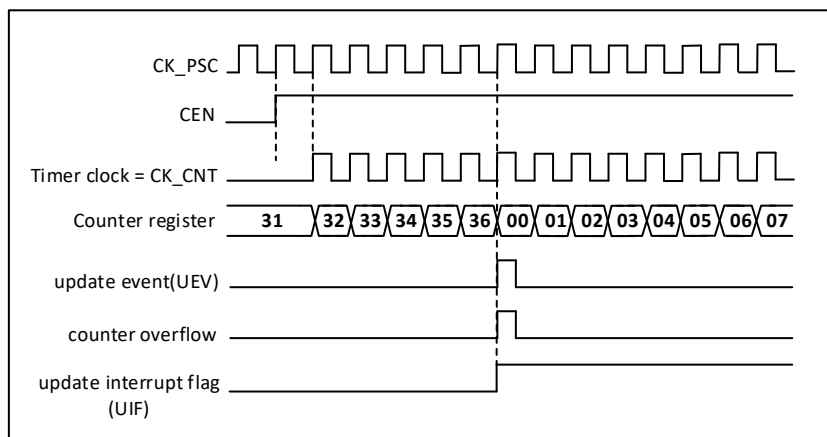 CK_PSC
CEN
Timer clock = CK_CNT
Counter register 31 32 33 34 35 36 00 01 02 03 04 05 06 07
update event(UEV)
counter overflow
update interrupt flag
(UIF)